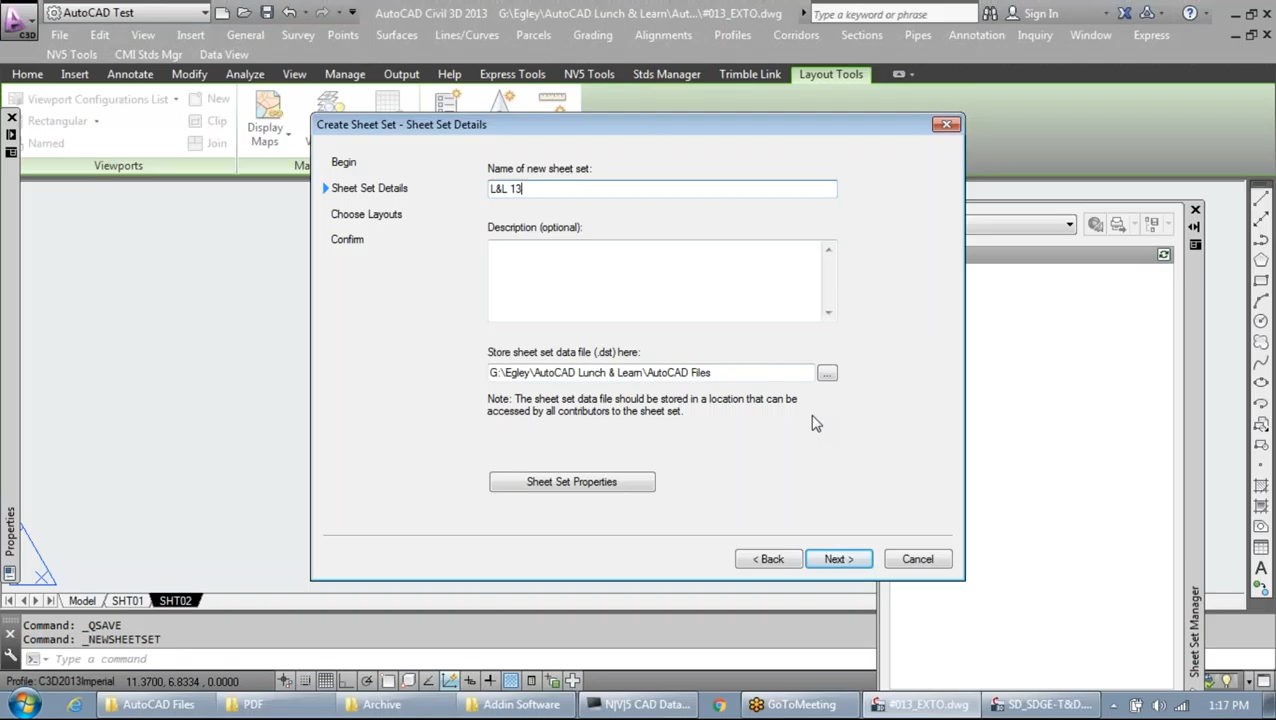 AutoCAD Test
AutoCAD Civil 3D 2013 G:\Egley\AutoCAD Lunch & Learn\Aut...\#013_EXTO.dwg
Type a keyword or phrase
Sign In
File Edit View Insert General Survey Points Surfaces Lines/Curves Parcels Grading Alignments Profiles Corridors Sections Pipes Annotation Inquiry Window Express
NV5 Tools CMI Stds Mgr Data View
C3D
Home Insert Annotate Modify Analyze View Manage Output Help Express Tools NV5 Tools Stds Manager Trimble Link Layout Tools
Viewport Configurations List New
Rectangular Clip
Named Join
Display
Maps
Viewports
Create Sheet Set - Sheet Set Details
Begin
Sheet Set Details
Choose Layouts
Confirm
Name of new sheet set:
L&L 13
Description (optional):
Store sheet set data file (.dst) here:
G:\Egley\AutoCAD Lunch & Learn\AutoCAD Files
...
Note: The sheet set data file should be stored in a location that can be
accessed by all contributors to the sheet set.
Sheet Set Properties
< Back Next > Cancel
Properties
Sheet Set Manager
Model SHT01 SHT02
Command: _QSAVE
Command: _NEWSHEETSET
Type a command
Profile: C3D2013Imperial 11.3700, 6.8334, 0.0000
AutoCAD Files PDF Archive Addin Software N|V|5 CAD Data... GoToMeeting #013_EXTO.dwg SD_SDGE-T&D... 1:17 PM